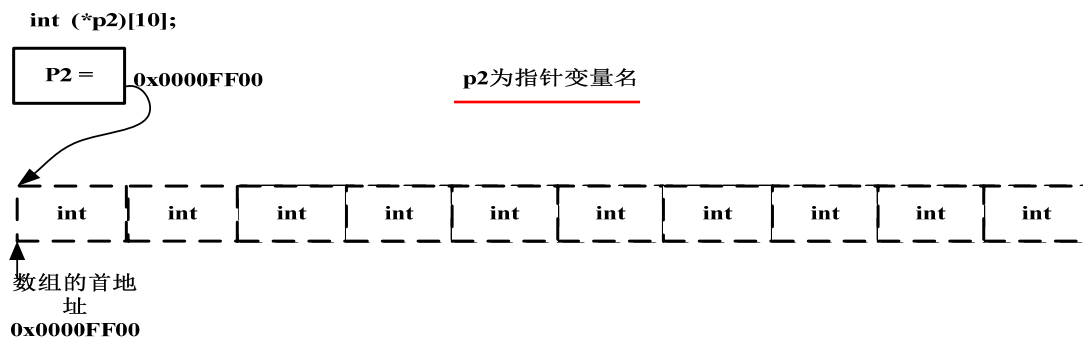 int (*p2)[10];
P2 =
0x0000FF00
p2为指针变量名
int int int int int int int int int int
数组的首地
址
0x0000FF00